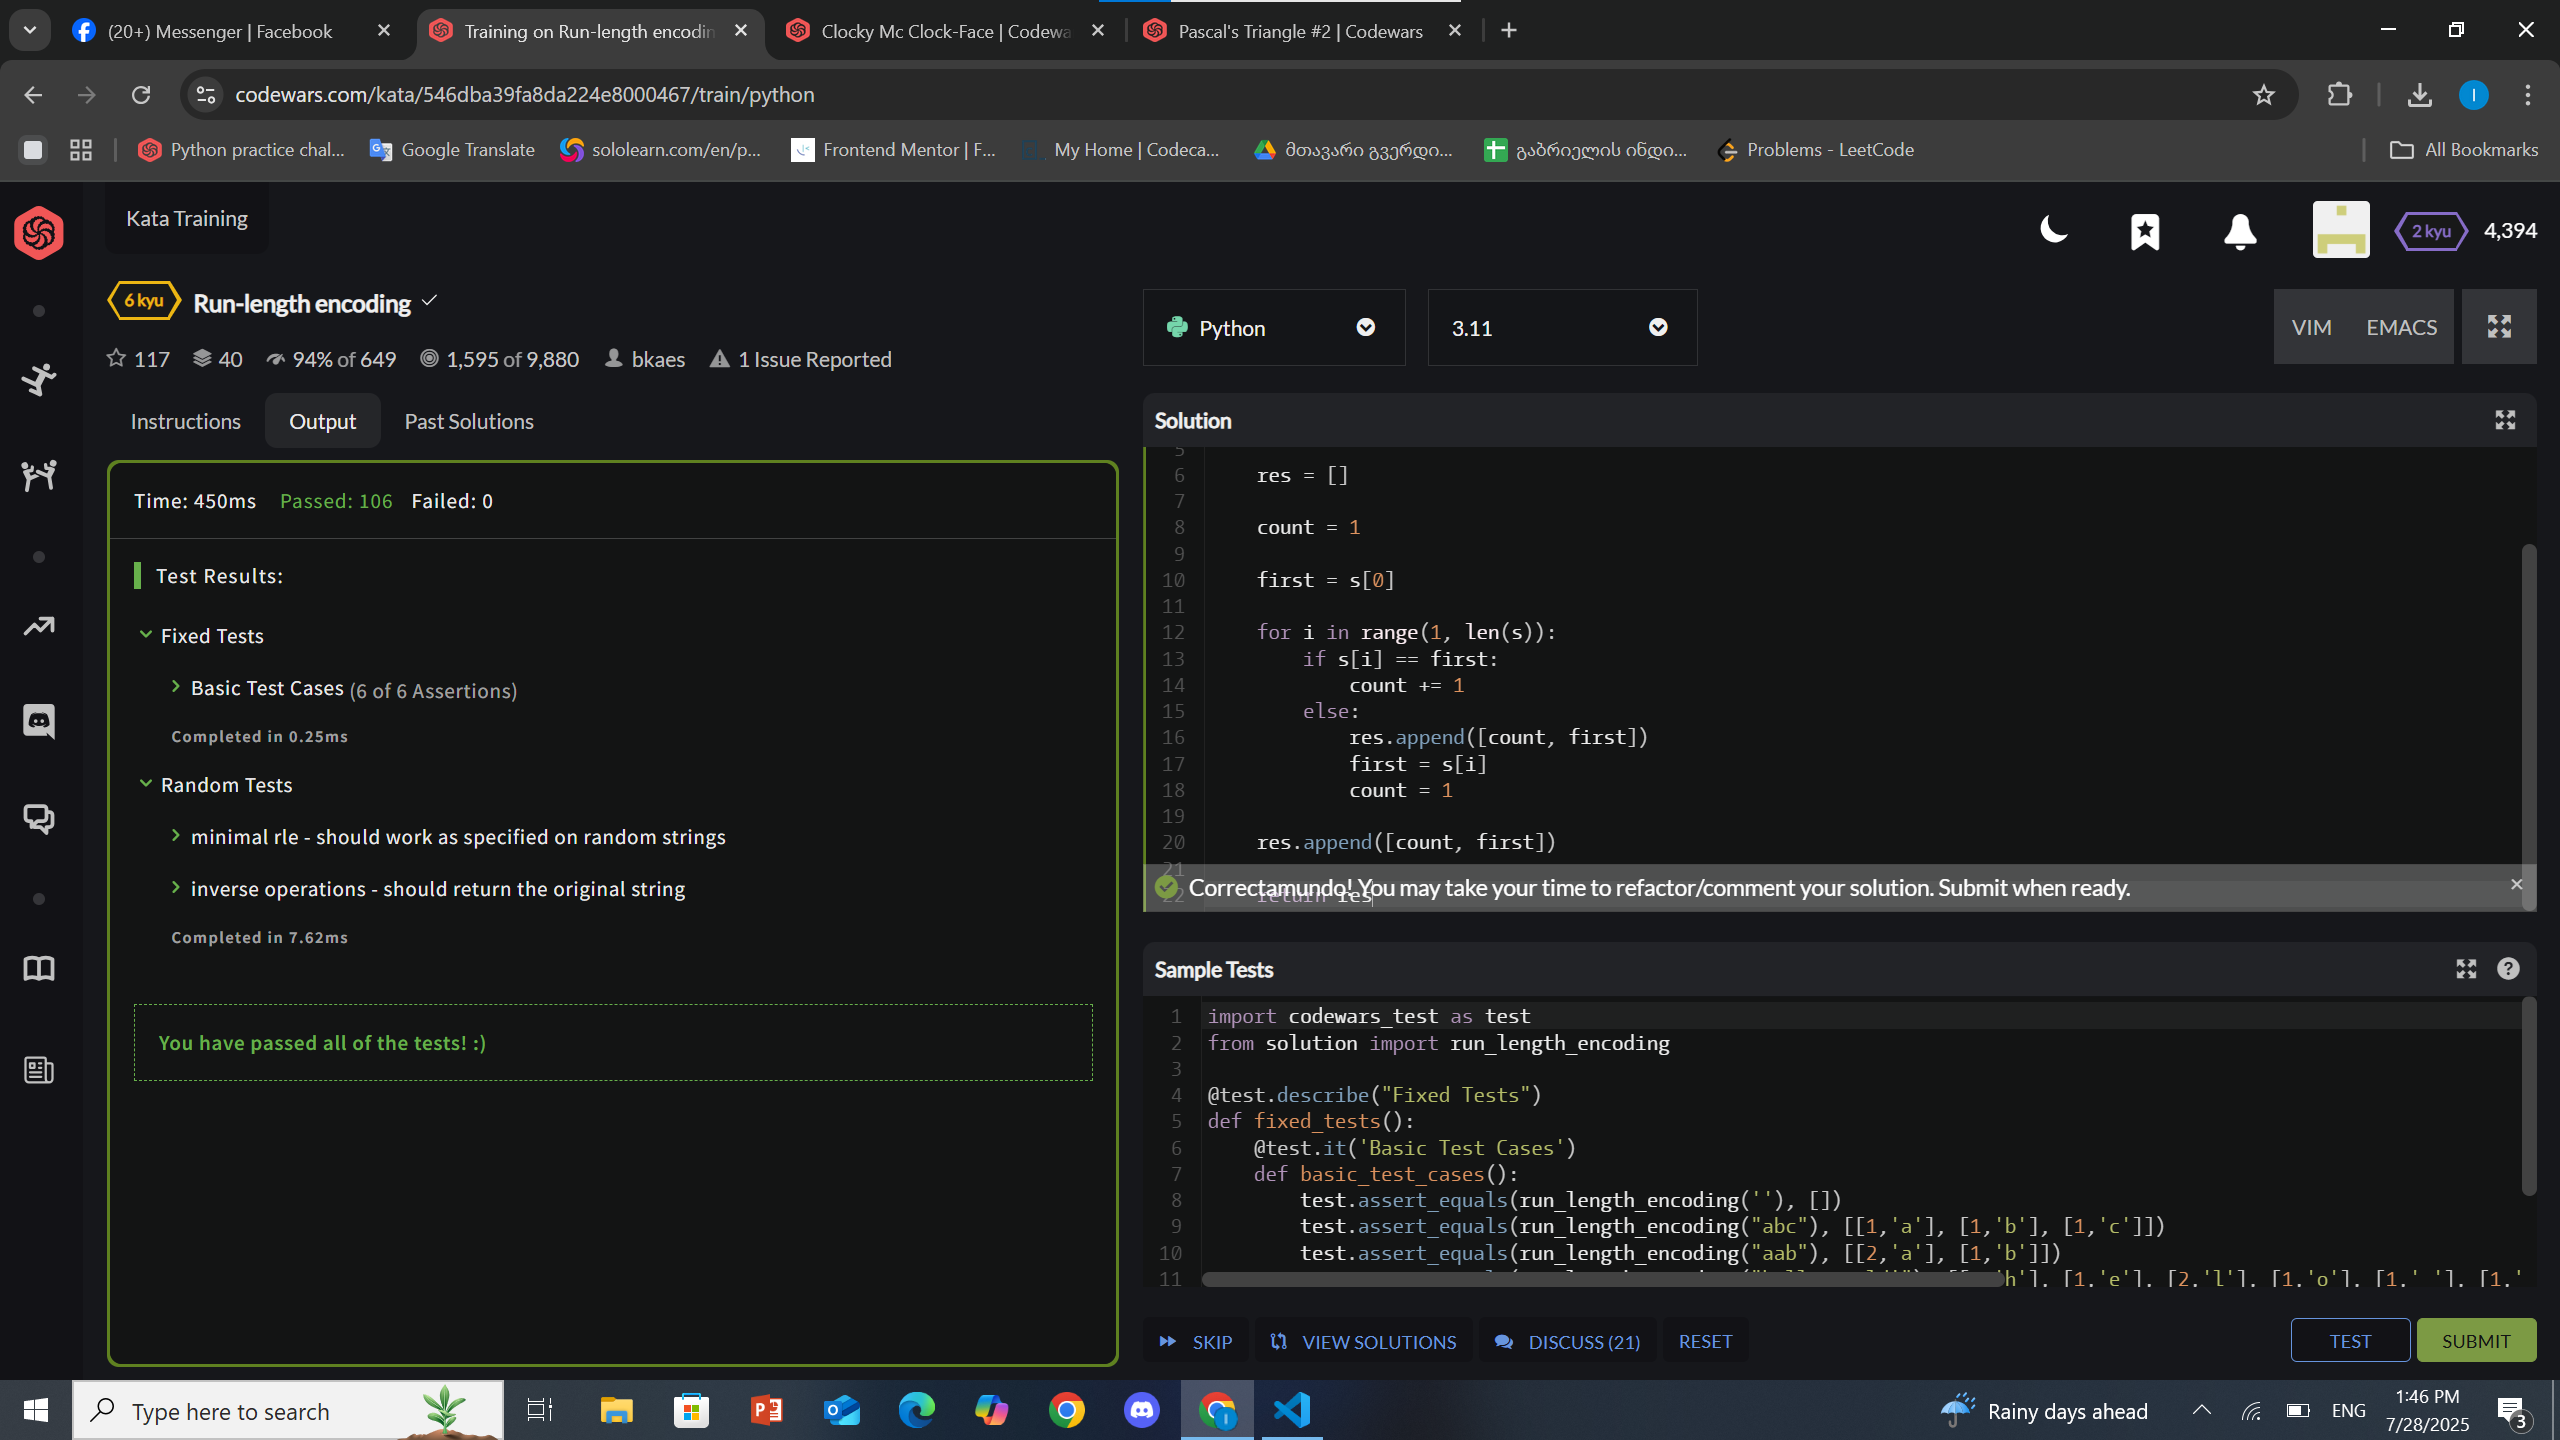 (20+) Messenger | Facebook
Training on Run-length encodin
Clocky Mc Clock-Face | Codewa
Pascal's Triangle #2 | Codewars
codewars.com/kata/546dba39fa8da224e8000467/train/python
I
Python practice chal...
Google Translate
sololearn.com/en/p...
Frontend Mentor | F...
My Home | Codeca...
მთავარი გვერდი...
გაბრიელის ინდი...
Problems - LeetCode
All Bookmarks
Kata Training
2 kyu
4,394
6 kyu
Run-length encoding
117
40
94% of 649
1,595 of 9,880
bkaes
1 Issue Reported
Python
3.11
VIM
EMACS
Instructions
Output
Past Solutions
Time: 450ms
Passed: 106
Failed: 0
Test Results:
Fixed Tests
Basic Test Cases (6 of 6 Assertions)
Completed in 0.25ms
Random Tests
minimal rle - should work as specified on random strings
inverse operations - should return the original string
Completed in 7.62ms
You have passed all of the tests! :)
Solution
5
6 res = []
7
8 count = 1
9
10 first = s[0]
11
12 for i in range(1, len(s)):
13 if s[i] == first:
14 count += 1
15 else:
16 res.append([count, first])
17 first = s[i]
18 count = 1
19
20 res.append([count, first])
21
Correctamundo! You may take your time to refactor/comment your solution. Submit when ready.
22 return res
Sample Tests
1 import codewars_test as test
2 from solution import run_length_encoding
3
4 @test.describe("Fixed Tests")
5 def fixed_tests():
6 @test.it('Basic Test Cases')
7 def basic_test_cases():
8 test.assert_equals(run_length_encoding(''), [])
9 test.assert_equals(run_length_encoding("abc"), [[1,'a'], [1,'b'], [1,'c']])
10 test.assert_equals(run_length_encoding("aab"), [[2,'a'], [1,'b']])
11 'h'], [1,'e'], [2,'l'], [1,'o'], [1,' '], [1,'
SKIP
VIEW SOLUTIONS
DISCUSS (21)
RESET
TEST
SUBMIT
Type here to search
Rainy days ahead
ENG
1:46 PM
7/28/2025
3